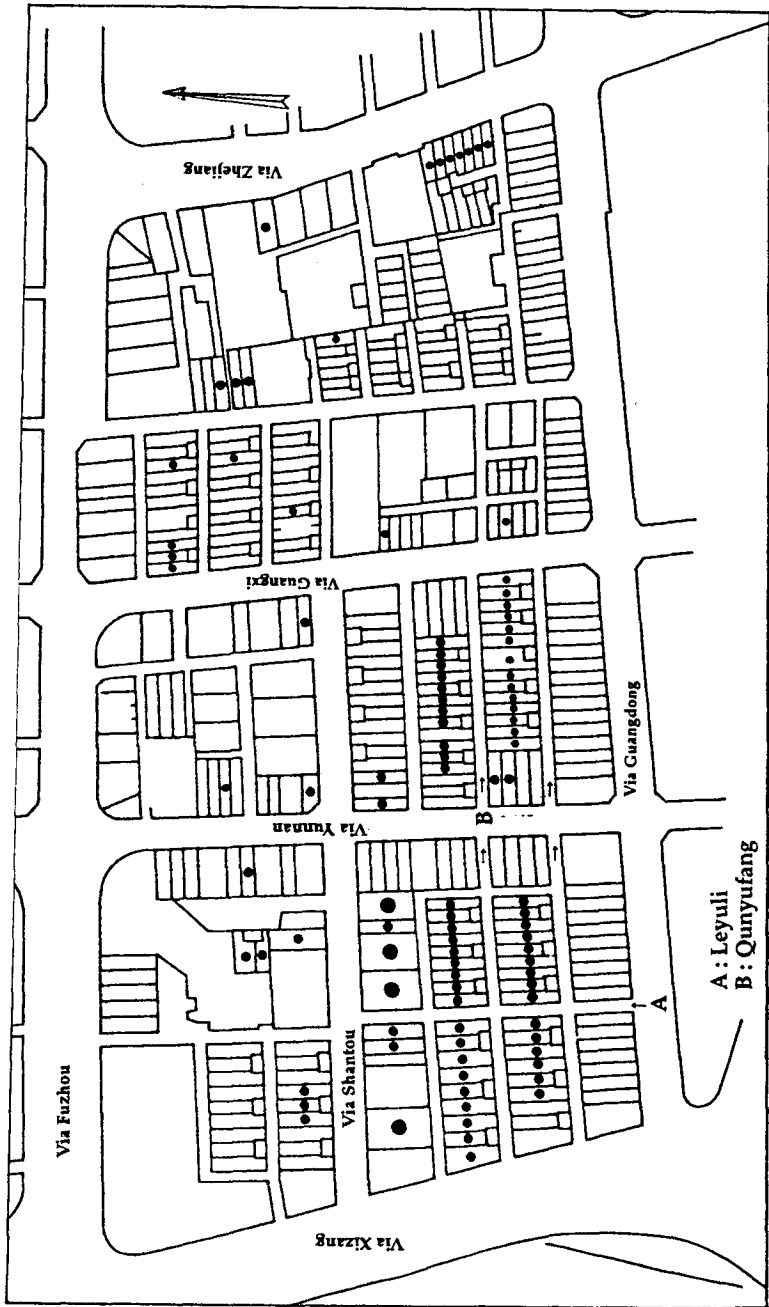 Via Fuzhou
Via Zhejiang
Via Guangxi
Via Shantou
Via Yunnan
Via Xizang
Via Guangdong
B
A
A : Leyuli
B : Qunyufang